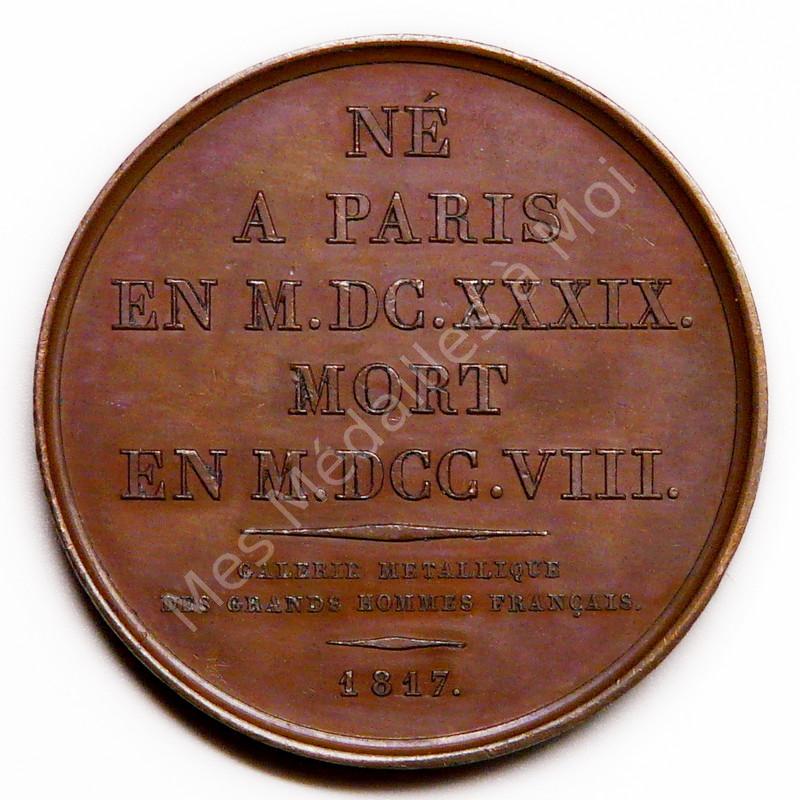 NÉ
A PARIS
EN M.DC.XXXIX.
MORT
EN M.DCC.VIII.
GALERIE METALLIQUE
DES GRANDS HOMMES FRANÇAIS.
1817.
Mes Médailles à Moi